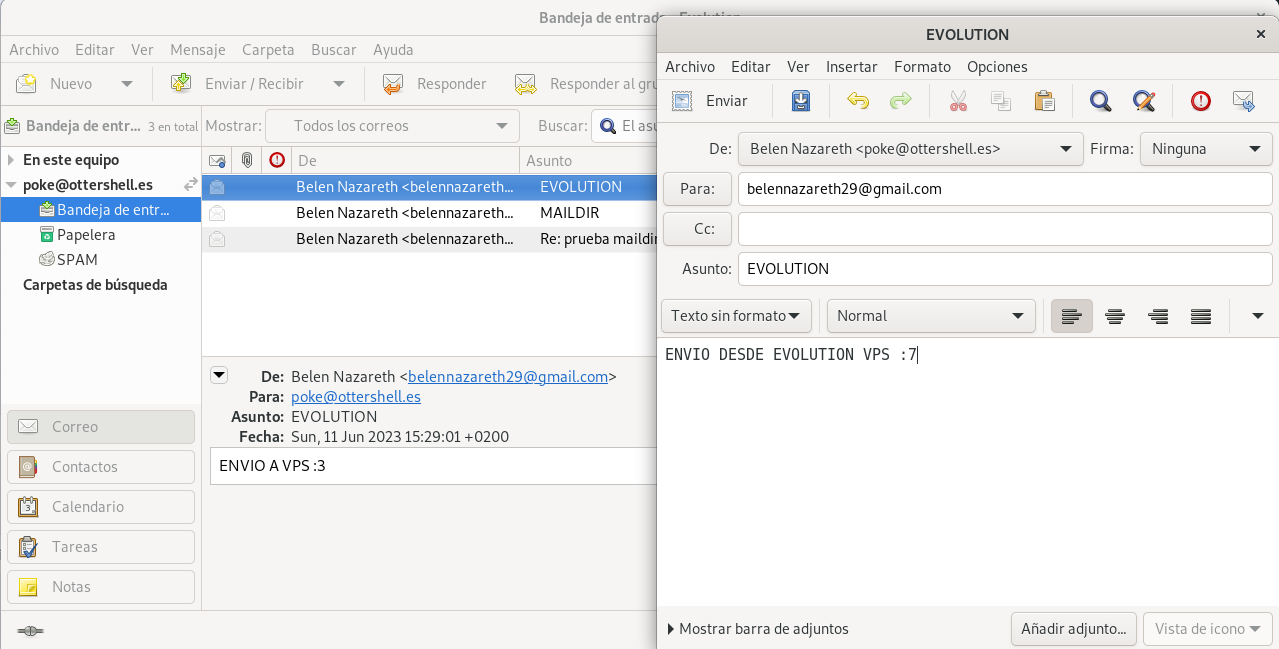 Bandeja de entrada – Evolution
Archivo Editar Ver Mensaje Carpeta Buscar Ayuda
Nuevo Enviar / Recibir Responder Responder al gru
Bandeja de entr... 3 en total Mostrar: Todos los correos Buscar: El asu
En este equipo
poke@ottershell.es
Bandeja de entr...
Papelera
SPAM
Carpetas de búsqueda
De Asunto
Belen Nazareth <belennazareth... EVOLUTION
Belen Nazareth <belennazareth... MAILDIR
Belen Nazareth <belennazareth... Re: prueba maildir
De: Belen Nazareth <belennazareth29@gmail.com>
Para: poke@ottershell.es
Asunto: EVOLUTION
Fecha: Sun, 11 Jun 2023 15:29:01 +0200
ENVIO A VPS :3
Correo
Contactos
Calendario
Tareas
Notas
EVOLUTION
Archivo Editar Ver Insertar Formato Opciones
Enviar
De: Belen Nazareth <poke@ottershell.es> Firma: Ninguna
Para: belennazareth29@gmail.com
Cc:
Asunto: EVOLUTION
Texto sin formato Normal
ENVIO DESDE EVOLUTION VPS :7
Mostrar barra de adjuntos Añadir adjunto... Vista de icono